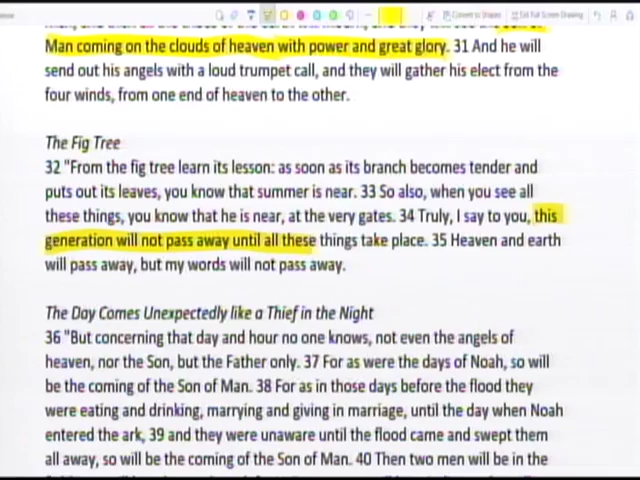 Convert to Shapes Exit Full Screen Drawing
Man coming on the clouds of heaven with power and great glory. 31 And he will
send out his angels with a loud trumpet call, and they will gather his elect from the
four winds, from one end of heaven to the other.
The Fig Tree
32 "From the fig tree learn its lesson: as soon as its branch becomes tender and
puts out its leaves, you know that summer is near. 33 So also, when you see all
these things, you know that he is near, at the very gates. 34 Truly, I say to you, this
generation will not pass away until all these things take place. 35 Heaven and earth
will pass away, but my words will not pass away.
The Day Comes Unexpectedly like a Thief in the Night
36 "But concerning that day and hour no one knows, not even the angels of
heaven, nor the Son, but the Father only. 37 For as were the days of Noah, so will
be the coming of the Son of Man. 38 For as in those days before the flood they
were eating and drinking, marrying and giving in marriage, until the day when Noah
entered the ark, 39 and they were unaware until the flood came and swept them
all away, so will be the coming of the Son of Man. 40 Then two men will be in the